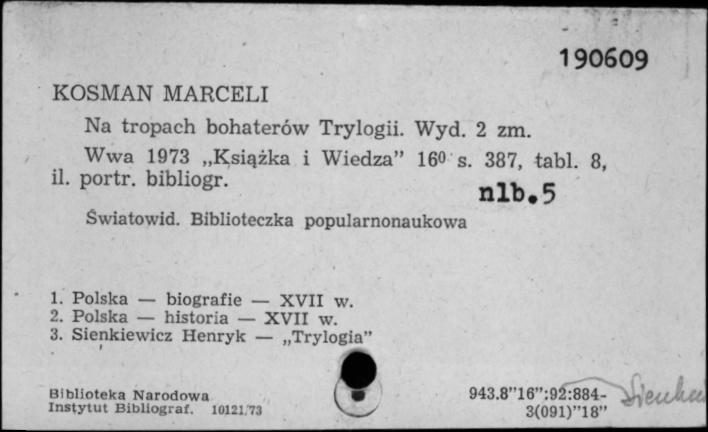 190609
KOSMAN MARCELI
Na tropach bohaterów Trylogii. Wyd. 2 zm.
Wwa 1973 „Książka i Wiedza” 16⁰ s. 387, tabl. 8,
il. portr. bibliogr.
nlb.5
Światowid. Biblioteczka popularnonaukowa
1. Polska — biografie — XVII w.
2. Polska — historia — XVII w.
3. Sienkiewicz Henryk — „Trylogia”
Biblioteka Narodowa
Instytut Bibliograf. 10121/73
943.8”16”:92:884-
3(091)”18”